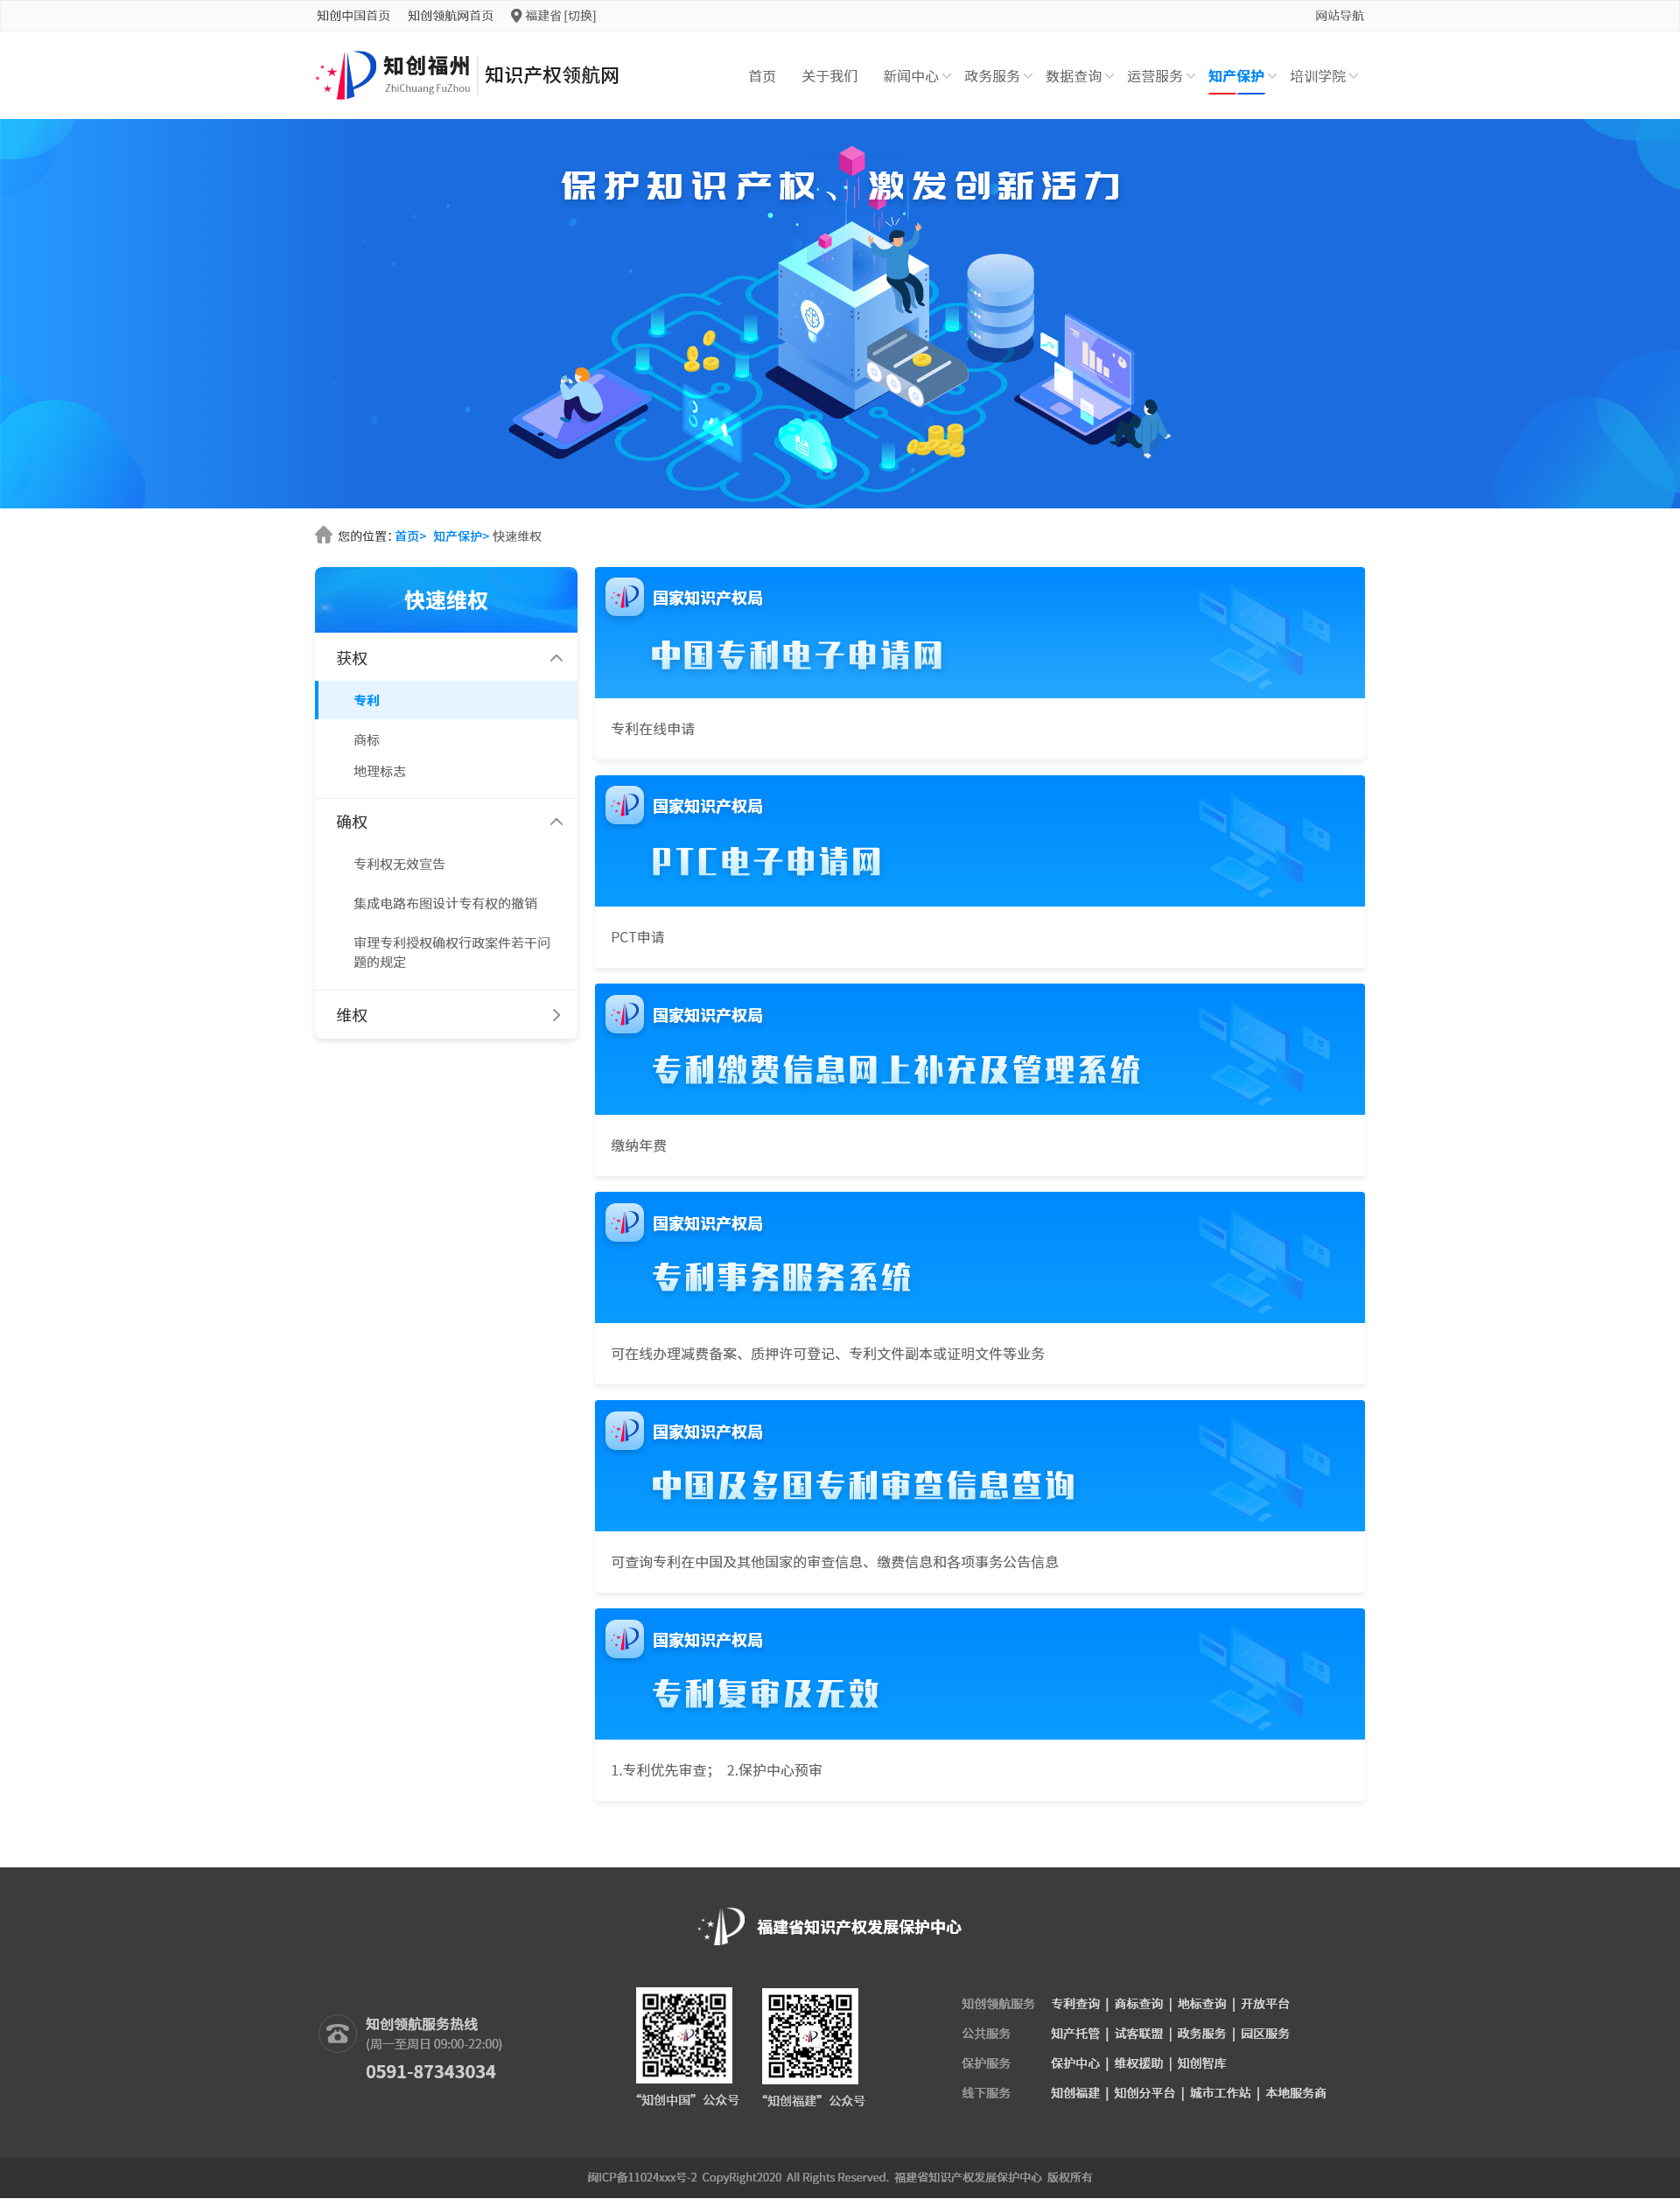 知创中国首页 知创领航网首页 福建省 [切换] 网站导航
知创福州 ZhiChuang FuZhou 知识产权领航网 首页 关于我们 新闻中心 政务服务 数据查询 运营服务 知产保护 培训学院
保护知识产权、激发创新活力
您的位置: 首页> 知产保护> 快速维权
快速维权
获权
专利
商标
地理标志
确权
专利权无效宣告
集成电路布图设计专有权的撤销
审理专利授权确权行政案件若干问
题的规定
维权
国家知识产权局
中国专利电子申请网
专利在线申请
国家知识产权局
PTC电子申请网
PCT申请
国家知识产权局
专利缴费信息网上补充及管理系统
缴纳年费
国家知识产权局
专利事务服务系统
可在线办理减费备案、质押许可登记、专利文件副本或证明文件等业务
国家知识产权局
中国及多国专利审查信息查询
可查询专利在中国及其他国家的审查信息、缴费信息和各项事务公告信息
国家知识产权局
专利复审及无效
1.专利优先审查； 2.保护中心预审
福建省知识产权发展保护中心
知创领航服务热线
(周一至周日 09:00-22:00)
0591-87343034
“知创中国”公众号
“知创福建”公众号
知创领航服务 专利查询 | 商标查询 | 地标查询 | 开放平台
公共服务 知产托管 | 试客联盟 | 政务服务 | 园区服务
保护服务 保护中心 | 维权援助 | 知创智库
线下服务 知创福建 | 知创分平台 | 城市工作站 | 本地服务商
闽ICP备11024xxx号-2 CopyRight2020 All Rights Reserved. 福建省知识产权发展保护中心 版权所有